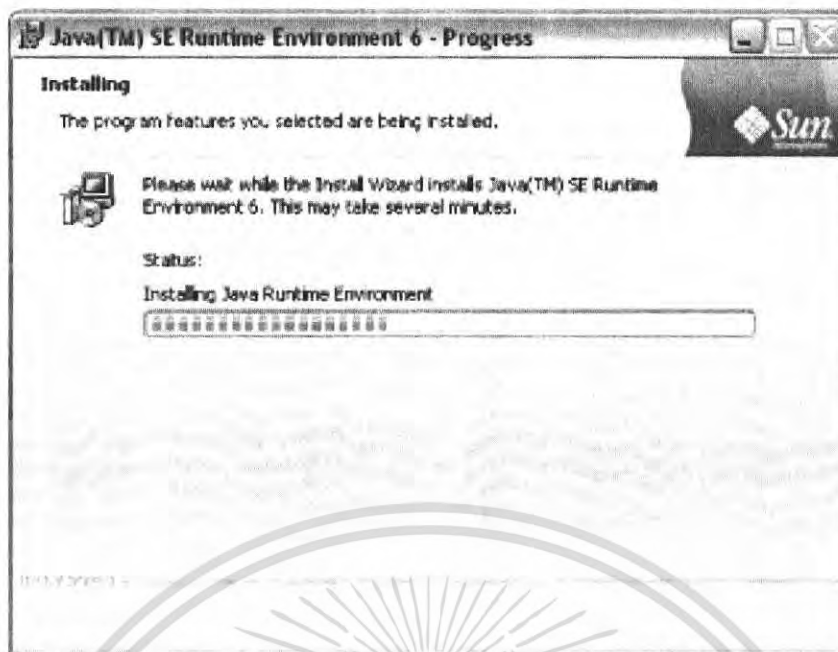 Java(TM) SE Runtime Environment 6 - Progress
Installing
The program features you selected are being installed.
Sun
Please wait while the Install Wizard installs Java(TM) SE Runtime
Environment 6. This may take several minutes.
Status:
Installing Java Runtime Environment